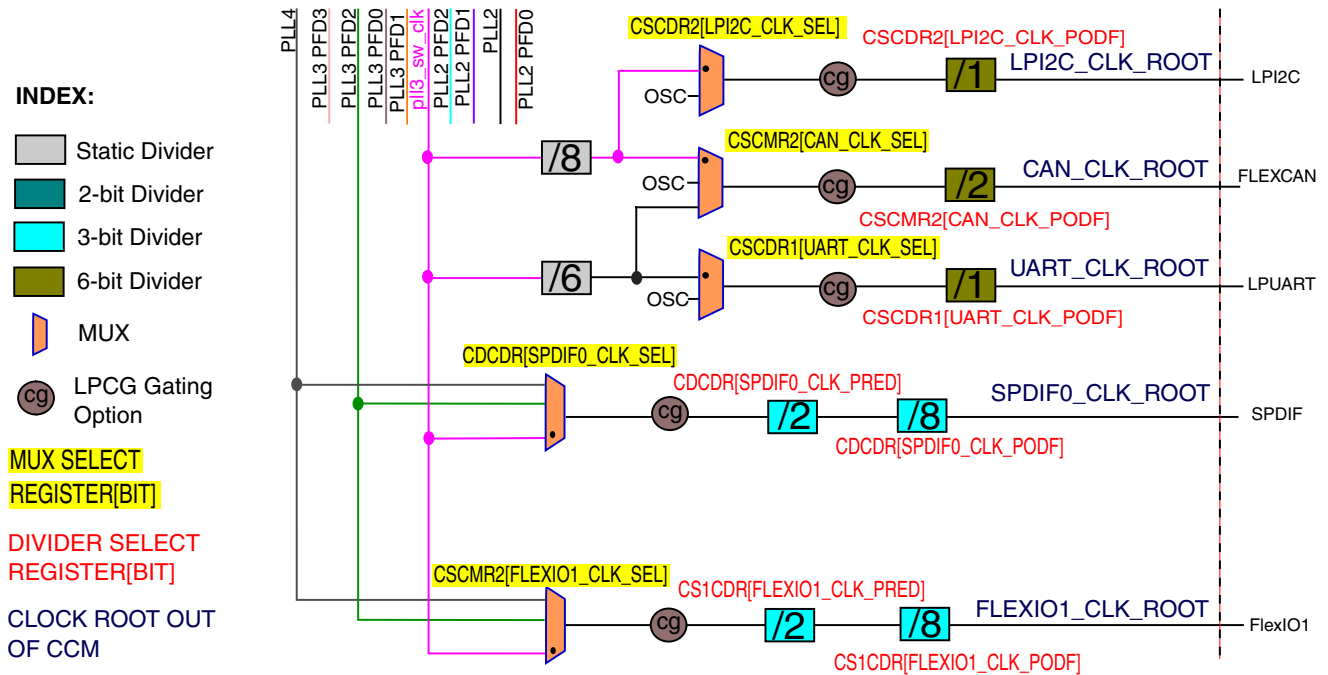 PLL4
PLL3 PFD3
PLL3 PFD2
PLL3 PFD0
PLL3 PFD1
pll3_sw_clk
PLL2 PFD2
PLL2 PFD1
PLL2
PLL2 PFD0
INDEX:
Static Divider
2-bit Divider
3-bit Divider
6-bit Divider
MUX
cg
LPCG Gating
Option
MUX SELECT
REGISTER[BIT]
DIVIDER SELECT
REGISTER[BIT]
CLOCK ROOT OUT
OF CCM
CSCDR2[LPI2C_CLK_SEL]
CSCDR2[LPI2C_CLK_PODF]
OSC
cg
/1
LPI2C_CLK_ROOT
LPI2C
/8
CSCMR2[CAN_CLK_SEL]
OSC
cg
/2
CAN_CLK_ROOT
FLEXCAN
CSCMR2[CAN_CLK_PODF]
/6
CSCDR1[UART_CLK_SEL]
OSC
cg
/1
UART_CLK_ROOT
LPUART
CSCDR1[UART_CLK_PODF]
CDCDR[SPDIF0_CLK_SEL]
CDCDR[SPDIF0_CLK_PRED]
cg
/2
/8
SPDIF0_CLK_ROOT
SPDIF
CDCDR[SPDIF0_CLK_PODF]
CSCMR2[FLEXIO1_CLK_SEL]
CS1CDR[FLEXIO1_CLK_PRED]
cg
/2
/8
FLEXIO1_CLK_ROOT
FlexIO1
CS1CDR[FLEXIO1_CLK_PODF]